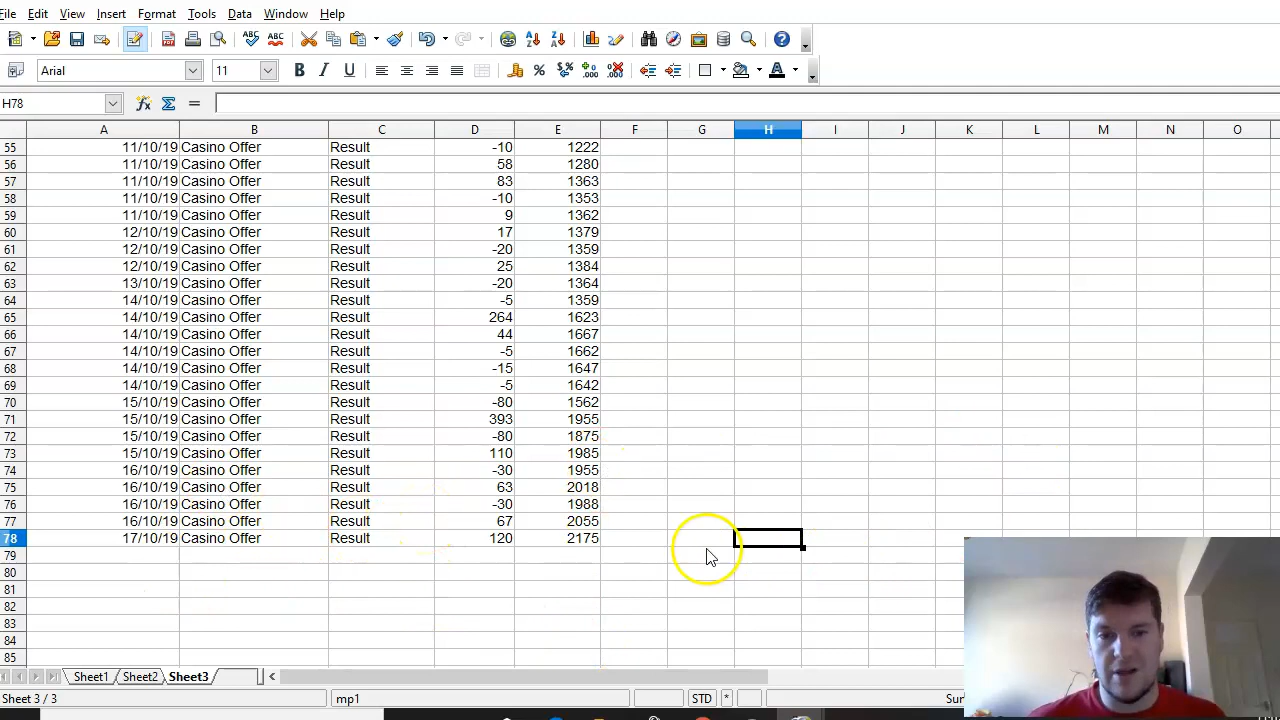 File Edit View Insert Format Tools Data Window Help
Arial 11
H78
A B C D E F G H I J K L M N O
55 11/10/19 Casino Offer Result -10 1222
56 11/10/19 Casino Offer Result 58 1280
57 11/10/19 Casino Offer Result 83 1363
58 11/10/19 Casino Offer Result -10 1353
59 11/10/19 Casino Offer Result 9 1362
60 12/10/19 Casino Offer Result 17 1379
61 12/10/19 Casino Offer Result -20 1359
62 12/10/19 Casino Offer Result 25 1384
63 13/10/19 Casino Offer Result -20 1364
64 14/10/19 Casino Offer Result -5 1359
65 14/10/19 Casino Offer Result 264 1623
66 14/10/19 Casino Offer Result 44 1667
67 14/10/19 Casino Offer Result -5 1662
68 14/10/19 Casino Offer Result -15 1647
69 14/10/19 Casino Offer Result -5 1642
70 15/10/19 Casino Offer Result -80 1562
71 15/10/19 Casino Offer Result 393 1955
72 15/10/19 Casino Offer Result -80 1875
73 15/10/19 Casino Offer Result 110 1985
74 16/10/19 Casino Offer Result -30 1955
75 16/10/19 Casino Offer Result 63 2018
76 16/10/19 Casino Offer Result -30 1988
77 16/10/19 Casino Offer Result 67 2055
78 17/10/19 Casino Offer Result 120 2175
79
80
81
82
83
84
85
Sheet1 Sheet2 Sheet3
Sheet 3 / 3 mp1 STD * Sum